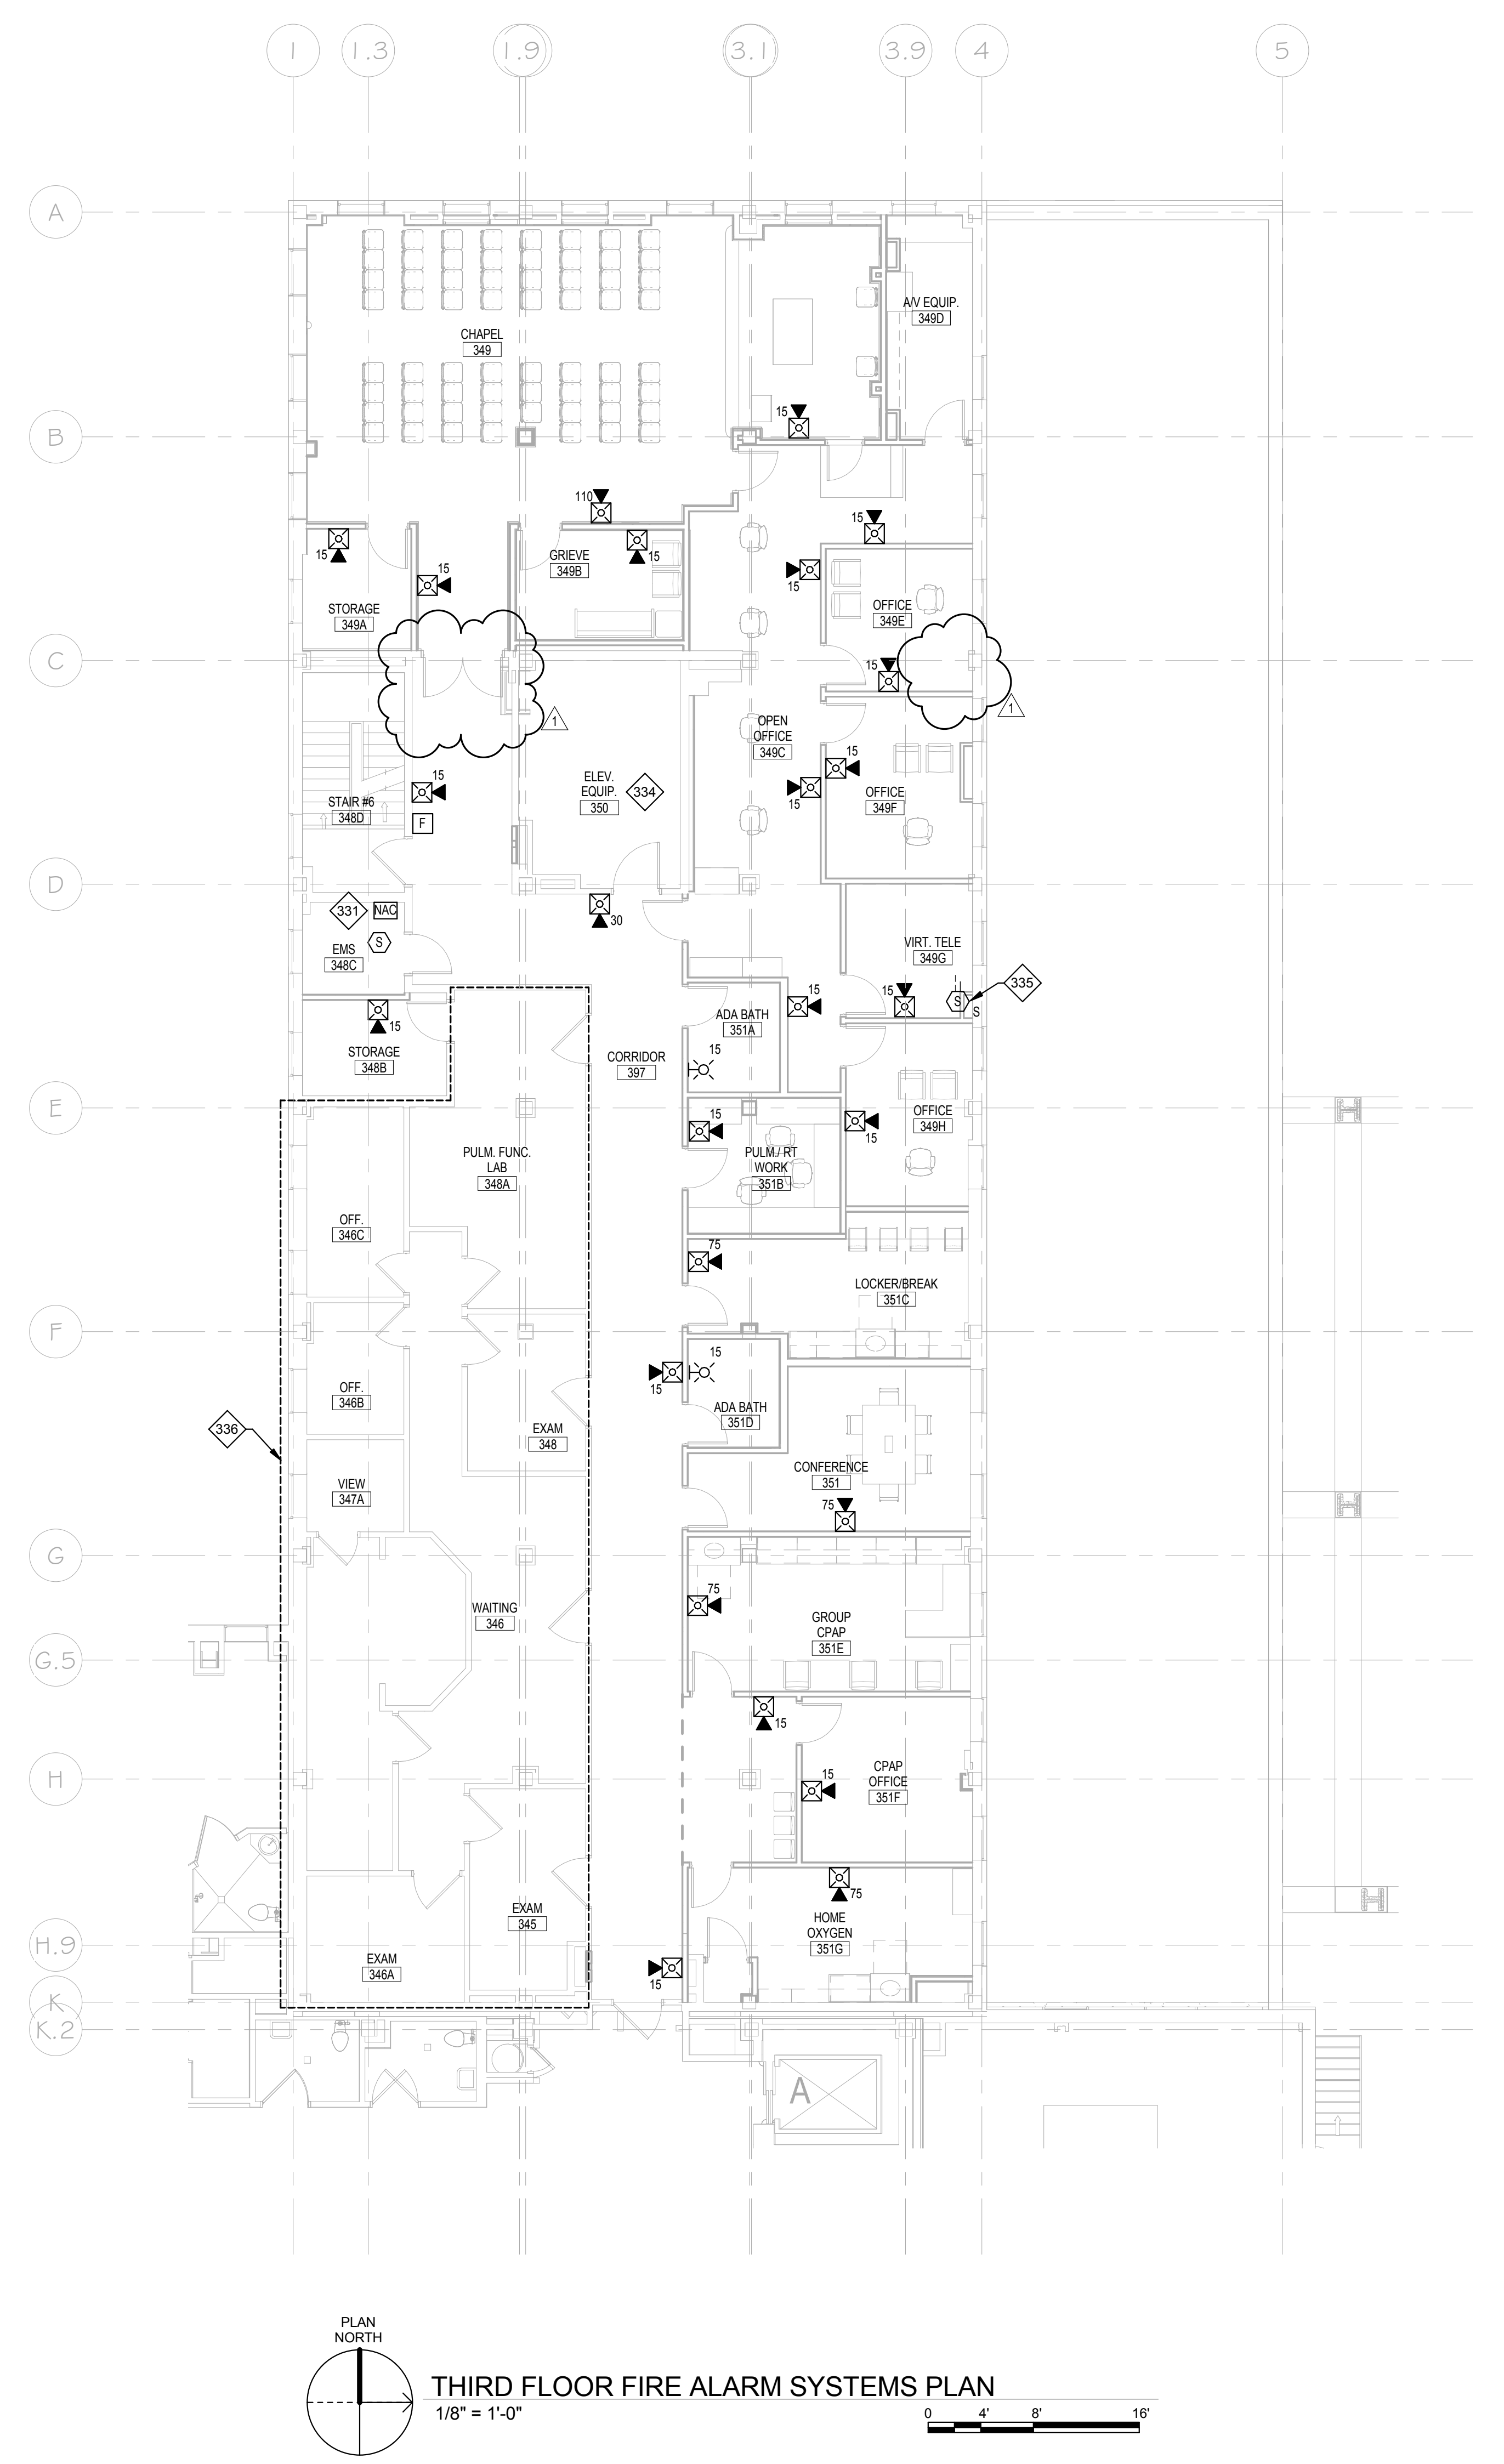 1
1.3
1.9
3.1
3.9
4
5
A
A/V EQUIP.
349D
CHAPEL
349
15
B
110
15
15
15
GRIEVE
349B
15
15
15
STORAGE
349A
OFFICE
349E
C
15
1
1
OPEN
OFFICE
349C
15
15
ELEV.
EQUIP.
350
334
15
OFFICE
349F
STAIR #6
348D
F
D
331
NAC
30
S
EMS
348C
VIRT. TELE
349G
335
15
15
S
S
15
ADA BATH
351A
STORAGE
348B
15
CORRIDOR
397
E
15
OFFICE
349H
15
PULM. FUNC.
LAB
348A
PULM./ RT
WORK
351B
OFF.
346C
75
LOCKER/BREAK
351C
F
15
15
OFF.
346B
ADA BATH
351D
336
EXAM
348
CONFERENCE
351
VIEW
347A
75
G
75
WAITING
346
GROUP
CPAP
351E
G.5
15
H
15
CPAP
OFFICE
351F
75
EXAM
345
HOME
OXYGEN
351G
H.9
EXAM
346A
15
K
K.2
A
PLAN
NORTH
THIRD FLOOR FIRE ALARM SYSTEMS PLAN
1/8" = 1'-0"
0 4' 8' 16'